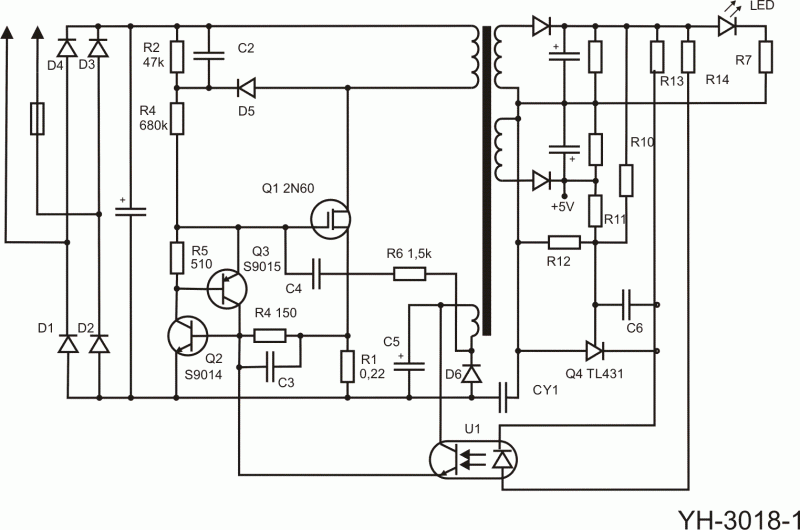 LED
D4
D3
R2
47k
C2
R7
R13
R14
D5
R4
680k
R10
Q1 2N60
+5V
R11
R5
510
Q3
S9015
R6 1,5k
R12
C4
D1
D2
R4 150
C5
C6
Q2
S9014
C3
R1
0,22
D6
Q4 TL431
CY1
U1
YH-3018-1
+
+
+
+